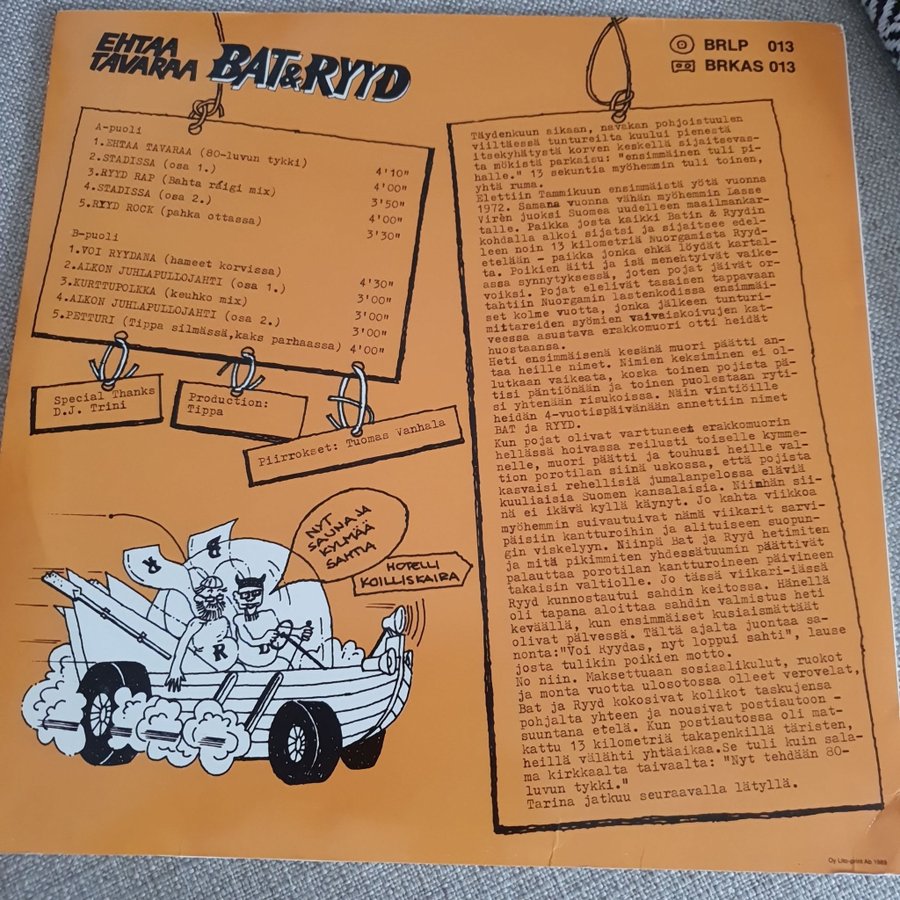 EHTAA
TAVARAA BAT&RYYD
BRLP 013
BRKAS 013
A-puoli
1.EHTAA TAVARAA (80-luvun tykki) 4'10"
2.STADISSA (osa 1.) 4'00"
3.RYYD RAP (Bahta räigi mix) 3'50"
4.STADISSA (osa 2.) 4'00"
5.RYYD ROCK (pahka ottassa) 3'30"
B-puoli
1.VOI RYYDANA (hameet korvissa) 4'30"
2.ALKON JUHLAPULLOJAHTI (osa 1.) 3'00"
3.KURTTUPOLKKA (keuhko mix) 3'00"
4.ALKON JUHLAPULLOJAHTI (osa 2.) 3'00"
5.PETTURI (Tippa silmässä,kaks parhaassa) 4'00"
Special Thanks
D.J. Trini
Production:
Tippa
Piirrokset: Tuomas Vanhala
NYT
SAUNA JA
KYLMÄÄ
SAHTIA
HOTELLI
KOILLISKAIRA
R
B
R
Täydenkuun aikaan, navakan pohjoistuulen
viiltäessä tuntureilta kuului pienestä
itsekyhätystä korven keskellä sijaitsevas-
ta mökistä parkaisu: "ensimmäinen tuli pi-
halle." 13 sekuntia myöhemmin tuli toinen,
yhtä ruma.
Elettiin Tammikuun ensimmäistä yötä vuonna
1972. Samana vuonna vähän myöhemmin Lasse
Virèn juoksi Suomea uudelleen maailmankar-
talle. Paikka josta kaikki Batin & Ryydin
kohdalla alkoi sijatsi ja sijaitsee edel-
leen noin 13 kilometriä Nuorgamista Ryyd-
etelään - paikka jonka ehkä löydät kartal-
ta. Poikien äiti ja isä menehtyivät vaike-
assa synnytyksessä, joten pojat jäivät or-
voiksi. Pojat elelivät tasaisen tappavaan
tahtiin Nuorgamin lastenkodissa ensimmäi-
set kolme vuotta, jonka jälkeen tunturi-
mittareiden syömien vaivaiskoivujen kat-
veessa asustava erakkomuori otti heidät
huostaansa.
Heti ensimmäisenä kesänä muori päätti an-
taa heille nimet. Nimien keksiminen ei ol-
lutkaan vaikeata, koska toinen pojista pä-
tisi päntiönään ja toinen puolestaan ryti-
si yhtenään risukoissa. Näin vintiöille
heidän 4-vuotispäivänään annettiin nimet
BAT ja RYYD.
Kun pojat olivat varttuneet erakkomuorin
hellässä hoivassa reilusti toiselle kymme-
nelle, muori päätti ja touhusi heille val-
tion porotilan siinä uskossa, että pojista
kasvaisi rehellisiä jumalanpelossa eläviä
kuuliaisia Suomen kansalaisia. Niinhän sii-
nä ei ikävä kyllä käynyt. Jo kahta viikkoa
myöhemmin suivautuivat nämä viikarit sarvi-
päisiin kantturoihin ja alituiseen suopun-
gin viskelyyn. Niinpä Bat ja Ryyd hetimiten
ja mitä pikimmiten yhdessätuumin päättivät
palauttaa porotilan kantturoineen päivineen
takaisin valtiolle. Jo tässä viikari-iässä
Ryyd kunnostautui sahdin keitossa. Hänellä
oli tapana aloittaa sahdin valmistus heti
keväällä, kun ensimmäiset kusiaismättäät
olivat pälvessä. Tältä ajalta juontaa sa-
nonta:"Voi Ryydas, nyt loppui sahti", lause
josta tulikin poikien motto.
No niin. Maksettuaan sosiaalikulut, ruokot
ja monta vuotta ulosotossa olleet verovelat,
Bat ja Ryyd kokosivat kolikot taskujensa
pohjalta yhteen ja nousivat postiautoon -
suuntana etelä. Kun postiautossa oli mat-
kattu 13 kilometriä takapenkillä täristen,
heillä välähti yhtäaikaa.Se tuli kuin sala-
ma kirkkaalta taivaalta: "Nyt tehdään 80-
luvun tykki."
Tarina jatkuu seuraavalla lätyllä.
Oy Lito-print Ab 1989